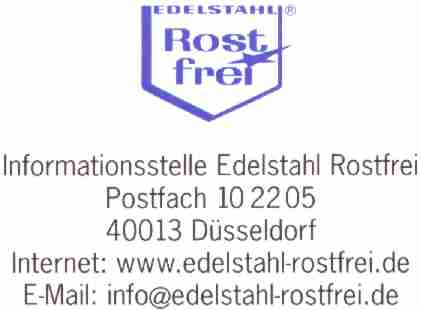 EDELSTAHL®
Rost
frei
Informationsstelle Edelstahl Rostfrei
Postfach 10 22 05
40013 Düsseldorf
Internet: www.edelstahl-rostfrei.de
E-Mail: info@edelstahl-rostfrei.de